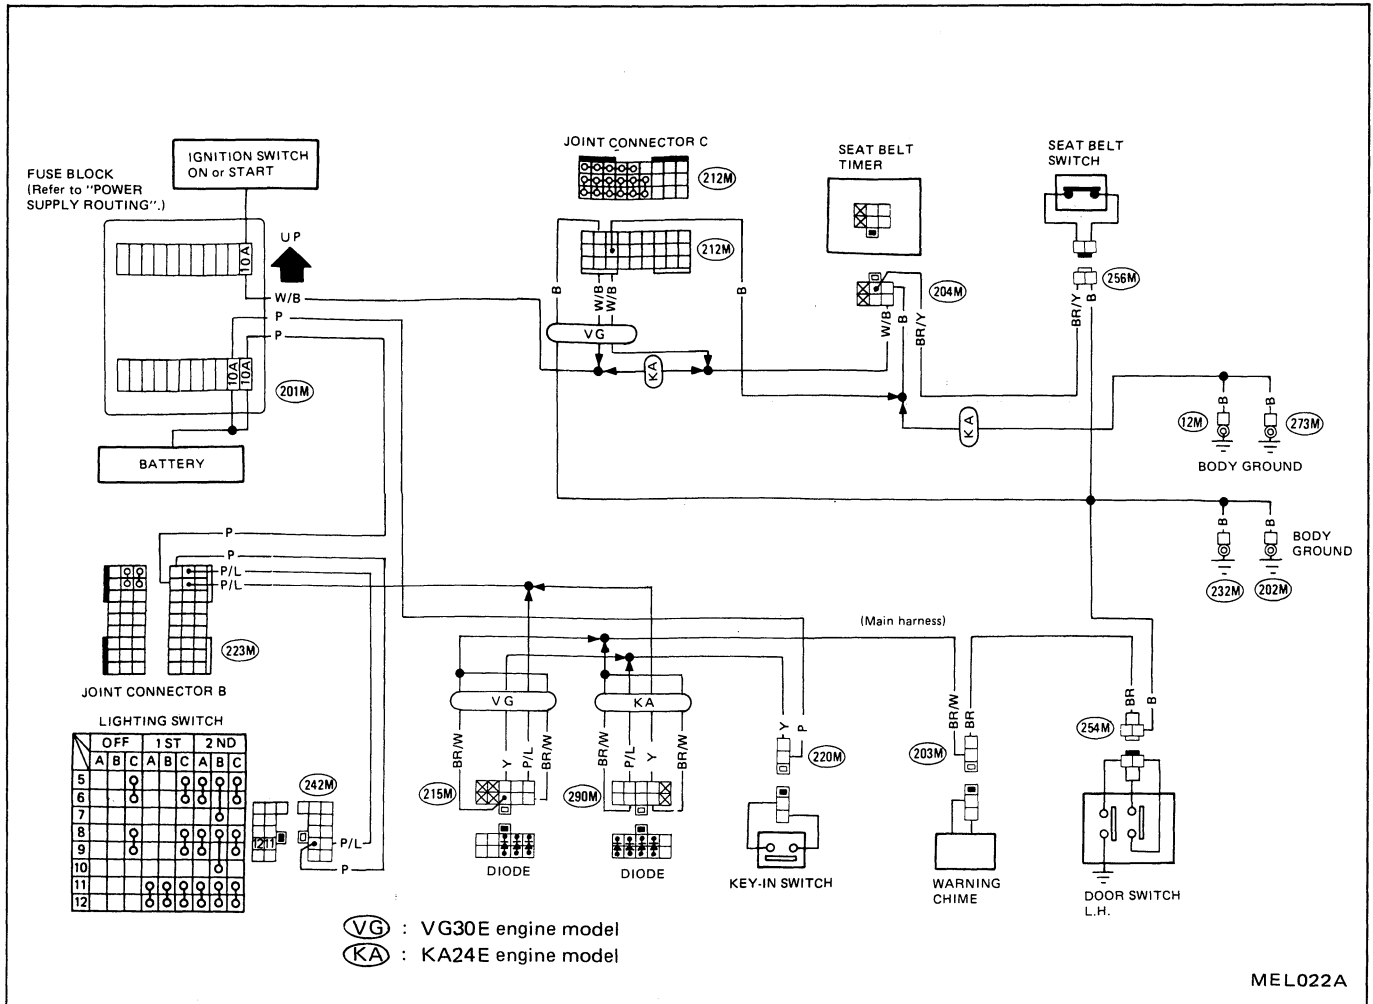 IGNITION SWITCH
ON or START
FUSE BLOCK
(Refer to "POWER
SUPPLY ROUTING".)
UP
10A
W/B
P
P
10A
10A
201M
BATTERY
JOINT CONNECTOR C
212M
212M
B
W/B
W/B
B
VG
KA
SEAT BELT
TIMER
204M
W/B
B
BR/Y
SEAT BELT
SWITCH
256M
BR/Y
B
KA
B
B
12M
273M
BODY GROUND
B
B
BODY
GROUND
232M
202M
P
P
P/L
P/L
223M
JOINT CONNECTOR B
(Main harness)
LIGHTING SWITCH
OFF
1ST
2ND
A B C A B C A B C
5
6
7
8
9
10
11
12
242M
12 11
P/L
P
VG
KA
BR/W
Y
P/L
BR/W
BR/W
P/L
Y
BR/W
215M
290M
DIODE
DIODE
Y
P
220M
KEY-IN SWITCH
BR/W
BR
203M
WARNING
CHIME
BR
B
254M
DOOR SWITCH
L.H.
VG : VG30E engine model
KA : KA24E engine model
MEL022A